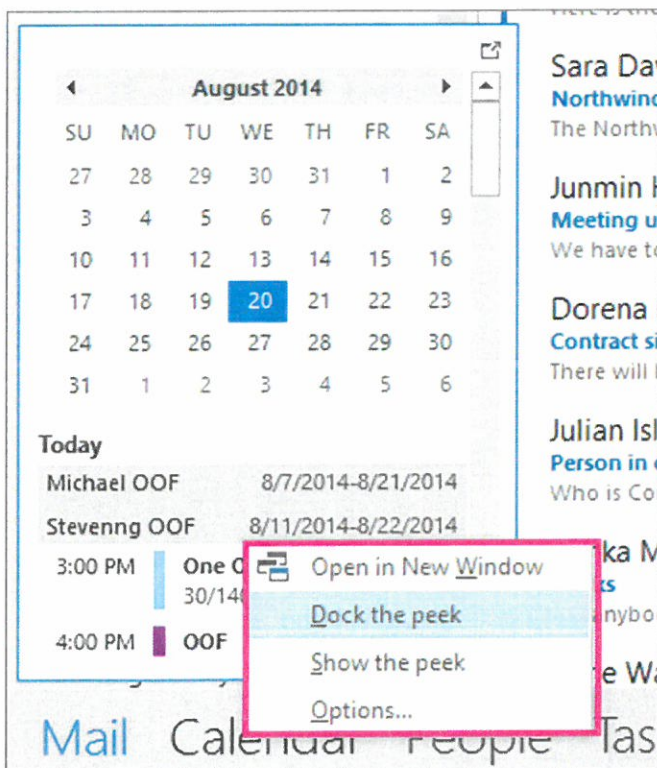 August 2014
SU MO TU WE TH FR SA
27 28 29 30 31 1 2
3 4 5 6 7 8 9
10 11 12 13 14 15 16
17 18 19 20 21 22 23
24 25 26 27 28 29 30
31 1 2 3 4 5 6
Today
Michael OOF 8/7/2014-8/21/2014
Stevenng OOF 8/11/2014-8/22/2014
3:00 PM One
30/140
4:00 PM OOF
Open in New Window
Dock the peek
Show the peek
Options...
Sara
Northwind
The
Junmin
Meeting
We have to
Dorena
Contract
There will
Julian
Person in
Who is
Mail Calendar People